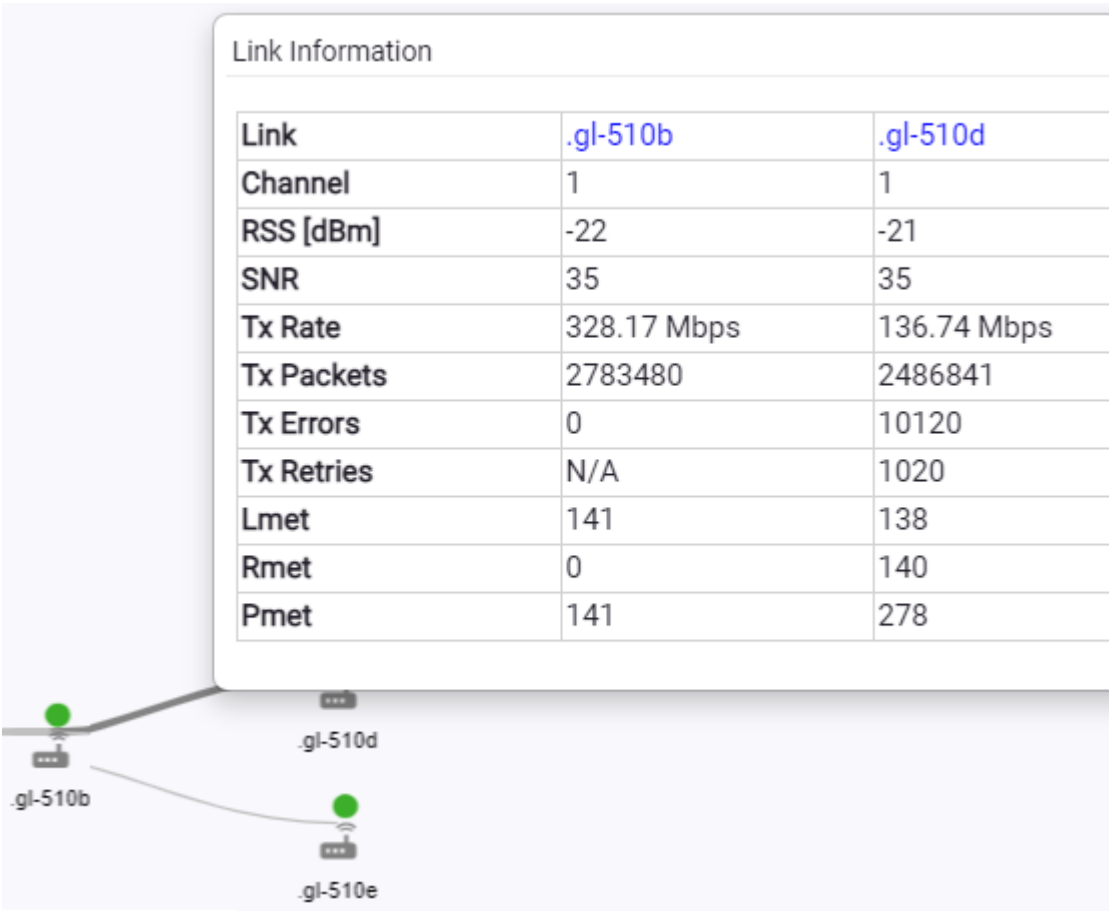 Link Information
Link .gl-510b .gl-510d
Channel 1 1
RSS [dBm] -22 -21
SNR 35 35
Tx Rate 328.17 Mbps 136.74 Mbps
Tx Packets 2783480 2486841
Tx Errors 0 10120
Tx Retries N/A 1020
Lmet 141 138
Rmet 0 140
Pmet 141 278
.gl-510d
.gl-510b
.gl-510e